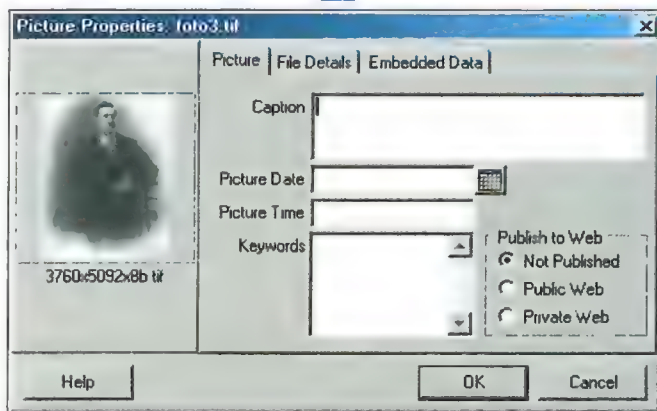 Picture Properties: foto3.tif
Picture File Details Embedded Data
Caption
Picture Date
Picture Time
Keywords
Publish to Web
Not Published
Public Web
Private Web
3760x5092x8b tif
Help OK Cancel